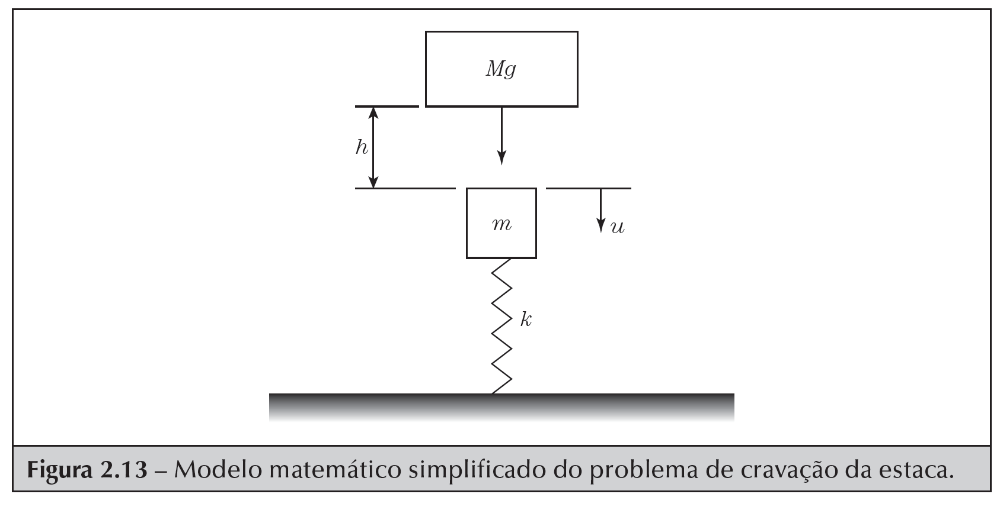 Mg
h
m
u
k
Figura 2.13 – Modelo matemático simplificado do problema de cravação da estaca.